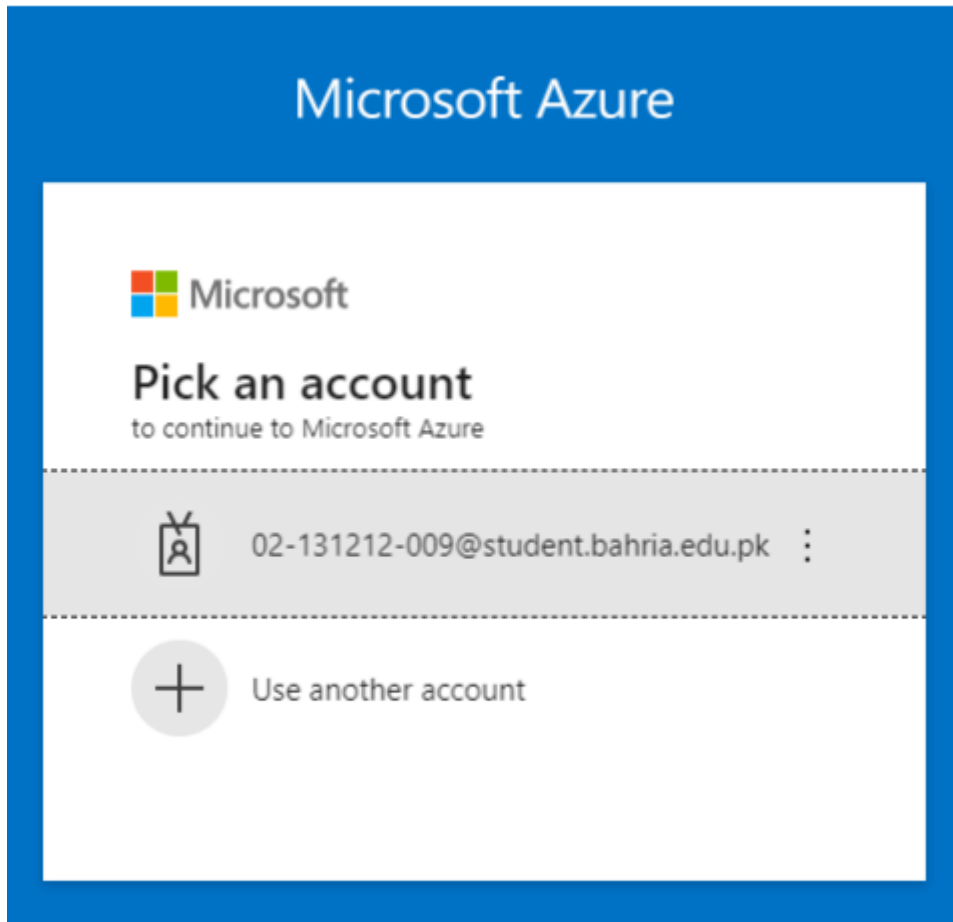 Microsoft Azure
Microsoft
Pick an account
to continue to Microsoft Azure
02-131212-009@student.bahria.edu.pk
Use another account